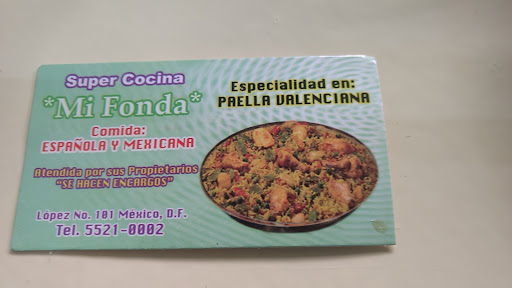 Super Cocina
*Mi Fonda*
Comida:
ESPAÑOLA Y MEXICANA
Atendida por sus Propietarios
"SE HACEN ENCARGOS"
López No. 101 México, D.F.
Tel. 5521-0002
Especialidad en:
PAELLA VALENCIANA